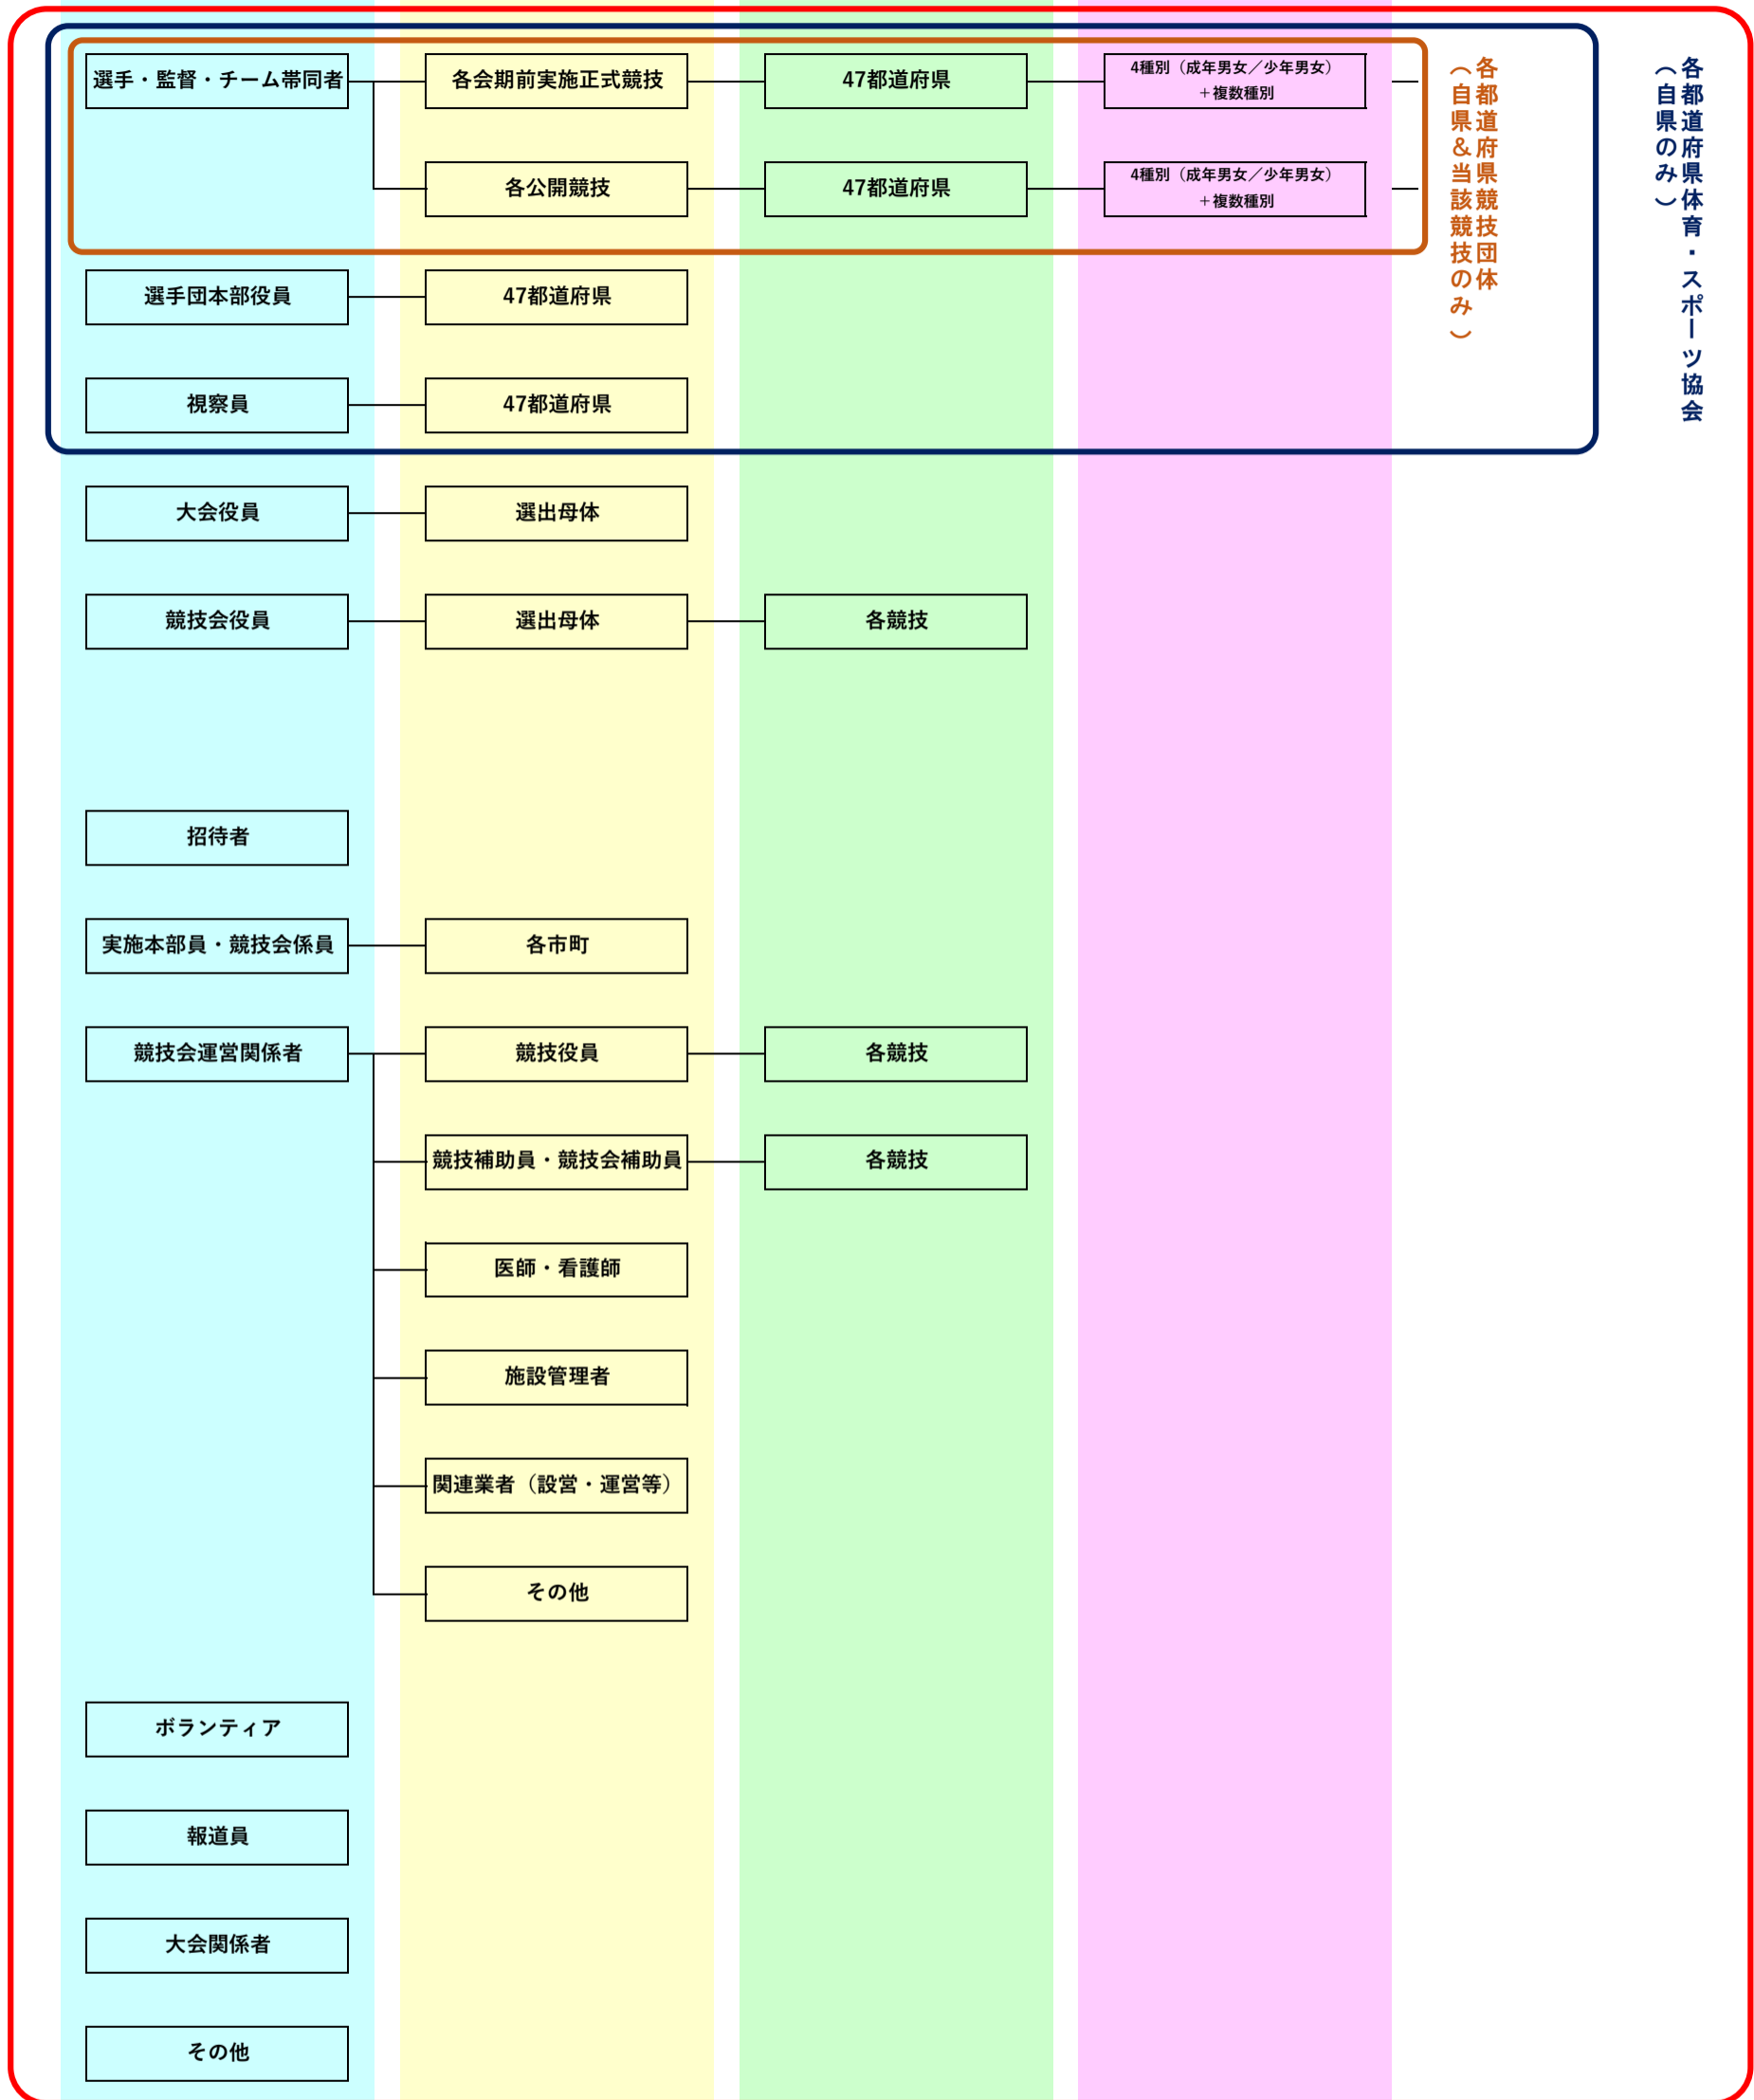 選手・監督・チーム帯同者
各会期前実施正式競技
47都道府県
4種別（成年男女／少年男女）
＋複数種別
各公開競技
47都道府県
4種別（成年男女／少年男女）
＋複数種別
選手団本部役員
47都道府県
視察員
47都道府県
各都道府県競技団体
（自県＆当該競技のみ）
各都道府県体育・スポーツ協会
（自県のみ）
大会役員
選出母体
競技会役員
選出母体
各競技
招待者
実施本部員・競技会係員
各市町
競技会運営関係者
競技役員
各競技
競技補助員・競技会補助員
各競技
医師・看護師
施設管理者
関連業者（設営・運営等）
その他
ボランティア
報道員
大会関係者
その他